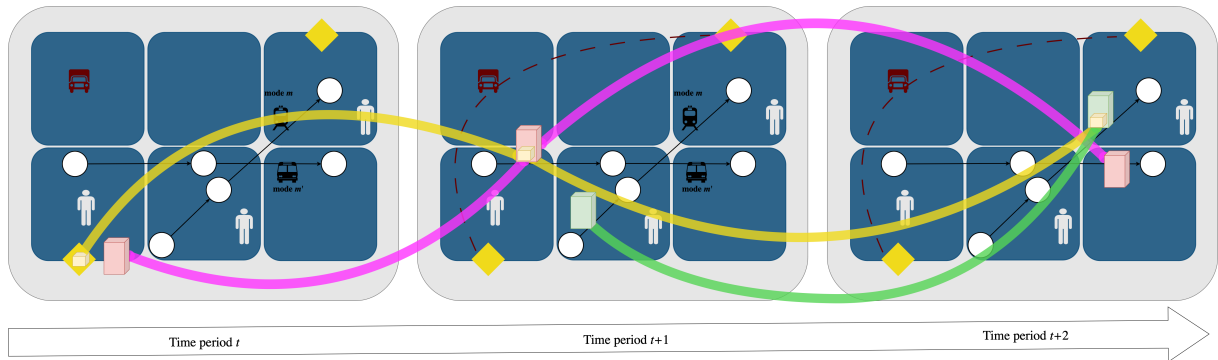 mode m
mode m'
mode m
mode m'
Time period t
Time period t+1
Time period t+2